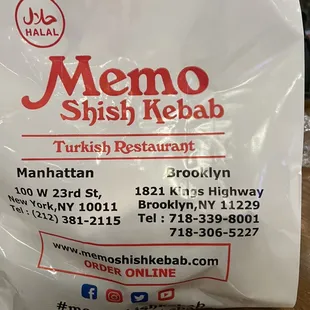 حلال
HALAL
Memo
Shish Kebab
Turkish Restaurant
Manhattan
100 W 23rd St,
New York,NY 10011
Tel : (212) 381-2115
Brooklyn
1821 Kings Highway
Brooklyn,NY 11229
Tel : 718-339-8001
718-306-5227
www.memoshishkebab.com
ORDER ONLINE